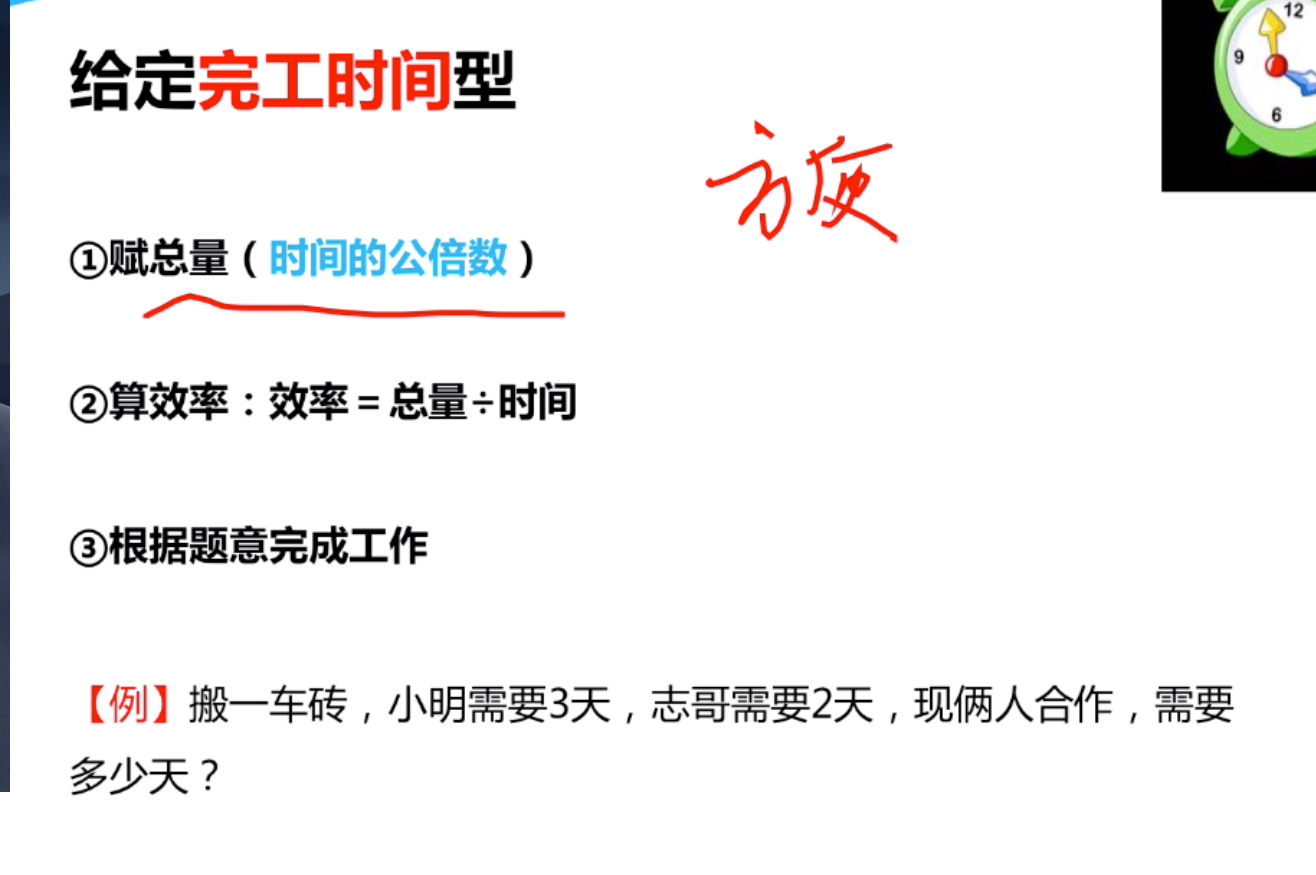 12
9
6
给定完工时间型
方便
①赋总量（时间的公倍数）
②算效率：效率=总量÷时间
③根据题意完成工作
【例】搬一车砖，小明需要3天，志哥需要2天，现俩人合作，需要
多少天？